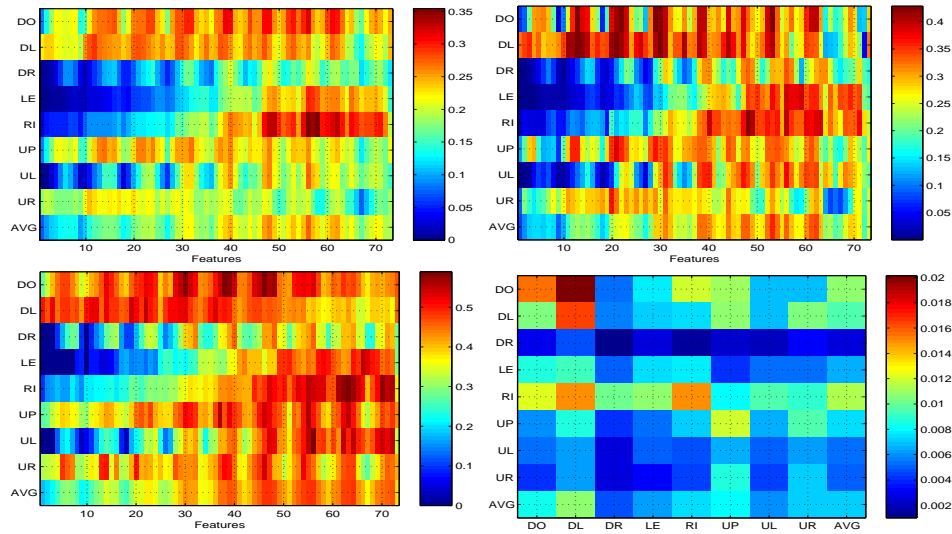 DO
DL
DR
LE
RI
UP
UL
UR
AVG
10 20 30 40 50 60 70
Features
0.35
0.3
0.25
0.2
0.15
0.1
0.05
0
DO
DL
DR
LE
RI
UP
UL
UR
AVG
10 20 30 40 50 60 70
Features
0.4
0.35
0.3
0.25
0.2
0.15
0.1
0.05
DO
DL
DR
LE
RI
UP
UL
UR
AVG
10 20 30 40 50 60 70
Features
0.5
0.4
0.3
0.2
0.1
0
DO
DL
DR
LE
RI
UP
UL
UR
AVG
DO DL DR LE RI UP UL UR AVG
0.02
0.018
0.016
0.014
0.012
0.01
0.008
0.006
0.004
0.002